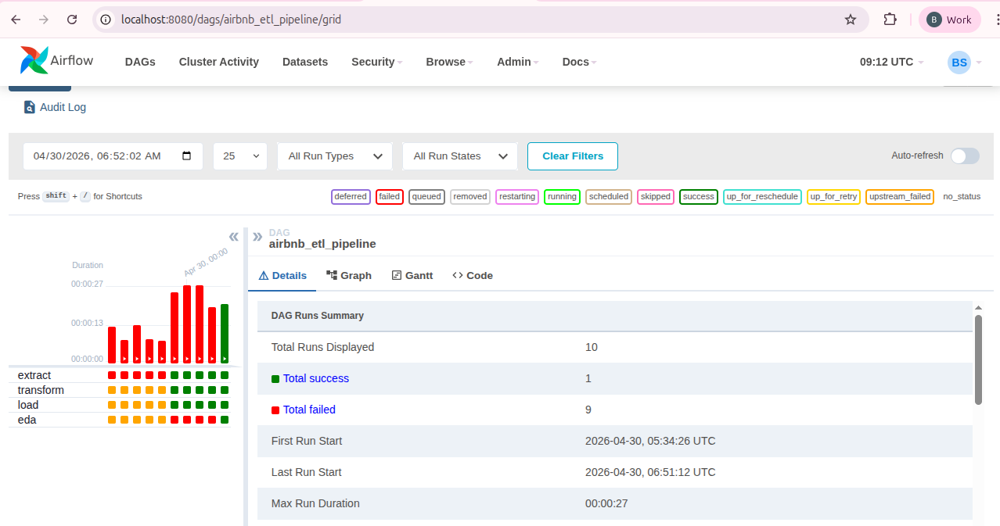 localhost:8080/dags/airbnb_etl_pipeline/grid
B Work
Airflow DAGs Cluster Activity Datasets Security Browse Admin Docs 09:12 UTC BS
Audit Log
04/30/2026, 06:52:02 AM 25 All Run Types All Run States Clear Filters Auto-refresh
Press shift + / for Shortcuts
deferred failed queued removed restarting running scheduled skipped success up_for_reschedule up_for_retry upstream_failed no_status
Duration
Apr 30, 00:00
00:00:27
00:00:13
00:00:00
extract
transform
load
eda
DAG
airbnb_etl_pipeline
Details Graph Gantt Code
DAG Runs Summary
Total Runs Displayed 10
Total success 1
Total failed 9
First Run Start 2026-04-30, 05:34:26 UTC
Last Run Start 2026-04-30, 06:51:12 UTC
Max Run Duration 00:00:27